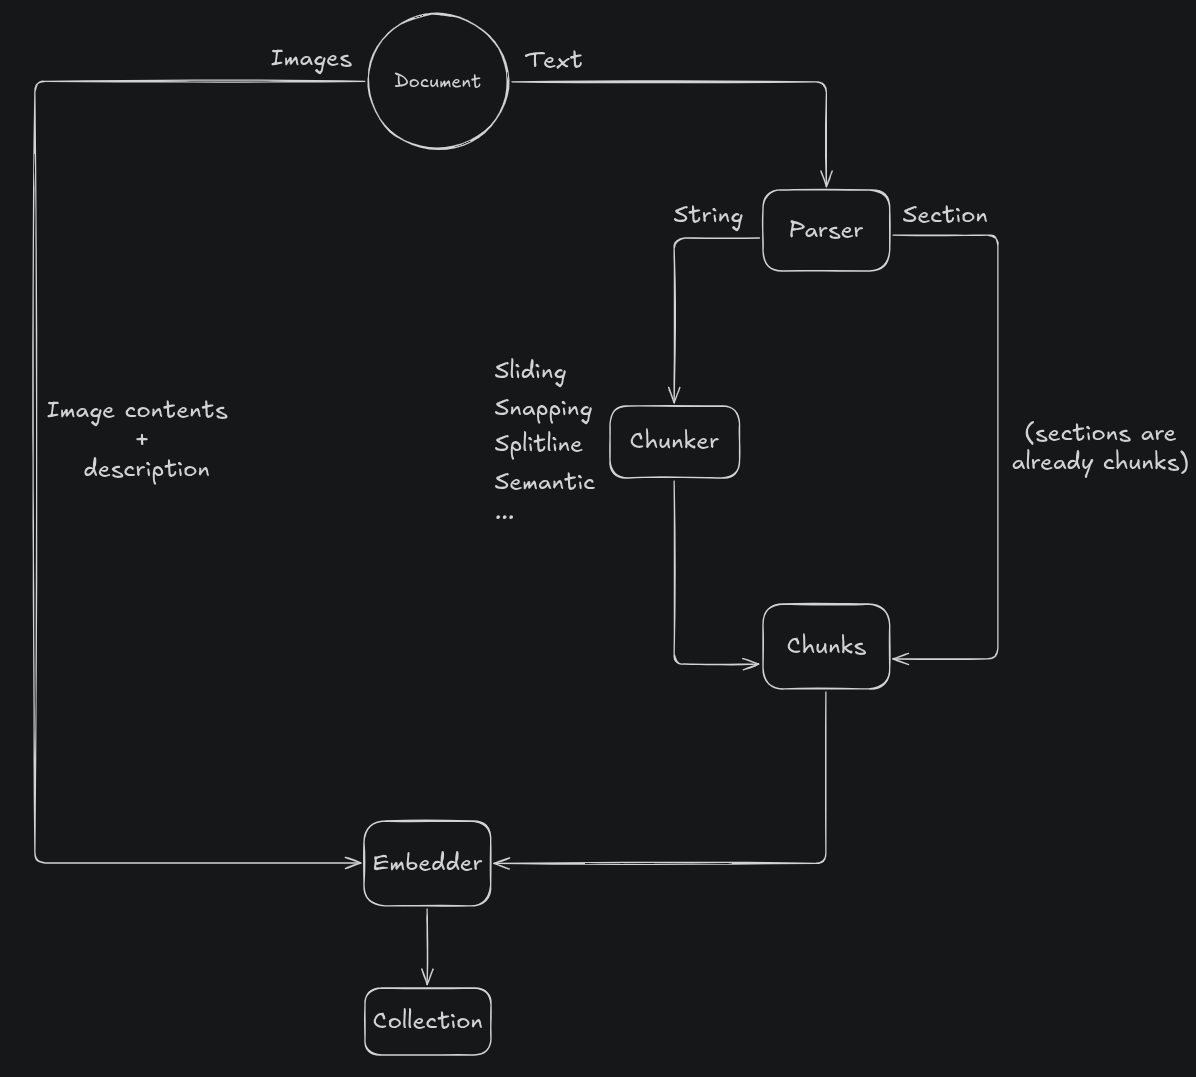 Images
Document
Text
String
Parser
Section
Sliding
Snapping
Splitline
Semantic
...
Chunker
Image contents
+
description
(sections are
already chunks)
Chunks
Embedder
Collection